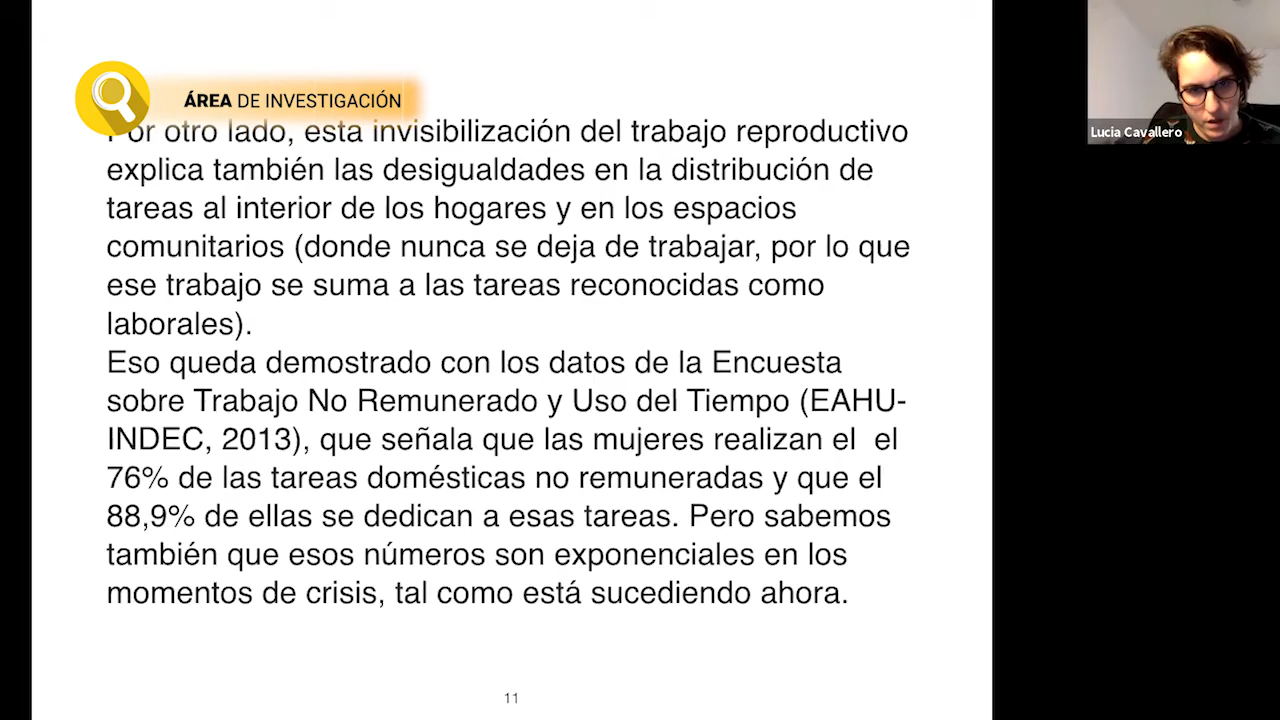 ÁREA DE INVESTIGACIÓN
Por otro lado, esta invisibilización del trabajo reproductivo
explica también las desigualdades en la distribución de
tareas al interior de los hogares y en los espacios
comunitarios (donde nunca se deja de trabajar, por lo que
ese trabajo se suma a las tareas reconocidas como
laborales).
Eso queda demostrado con los datos de la Encuesta
sobre Trabajo No Remunerado y Uso del Tiempo (EAHU-
INDEC, 2013), que señala que las mujeres realizan el  el
76% de las tareas domésticas no remuneradas y que el
88,9% de ellas se dedican a esas tareas. Pero sabemos
también que esos números son exponenciales en los
momentos de crisis, tal como está sucediendo ahora.
11
Lucia Cavallero